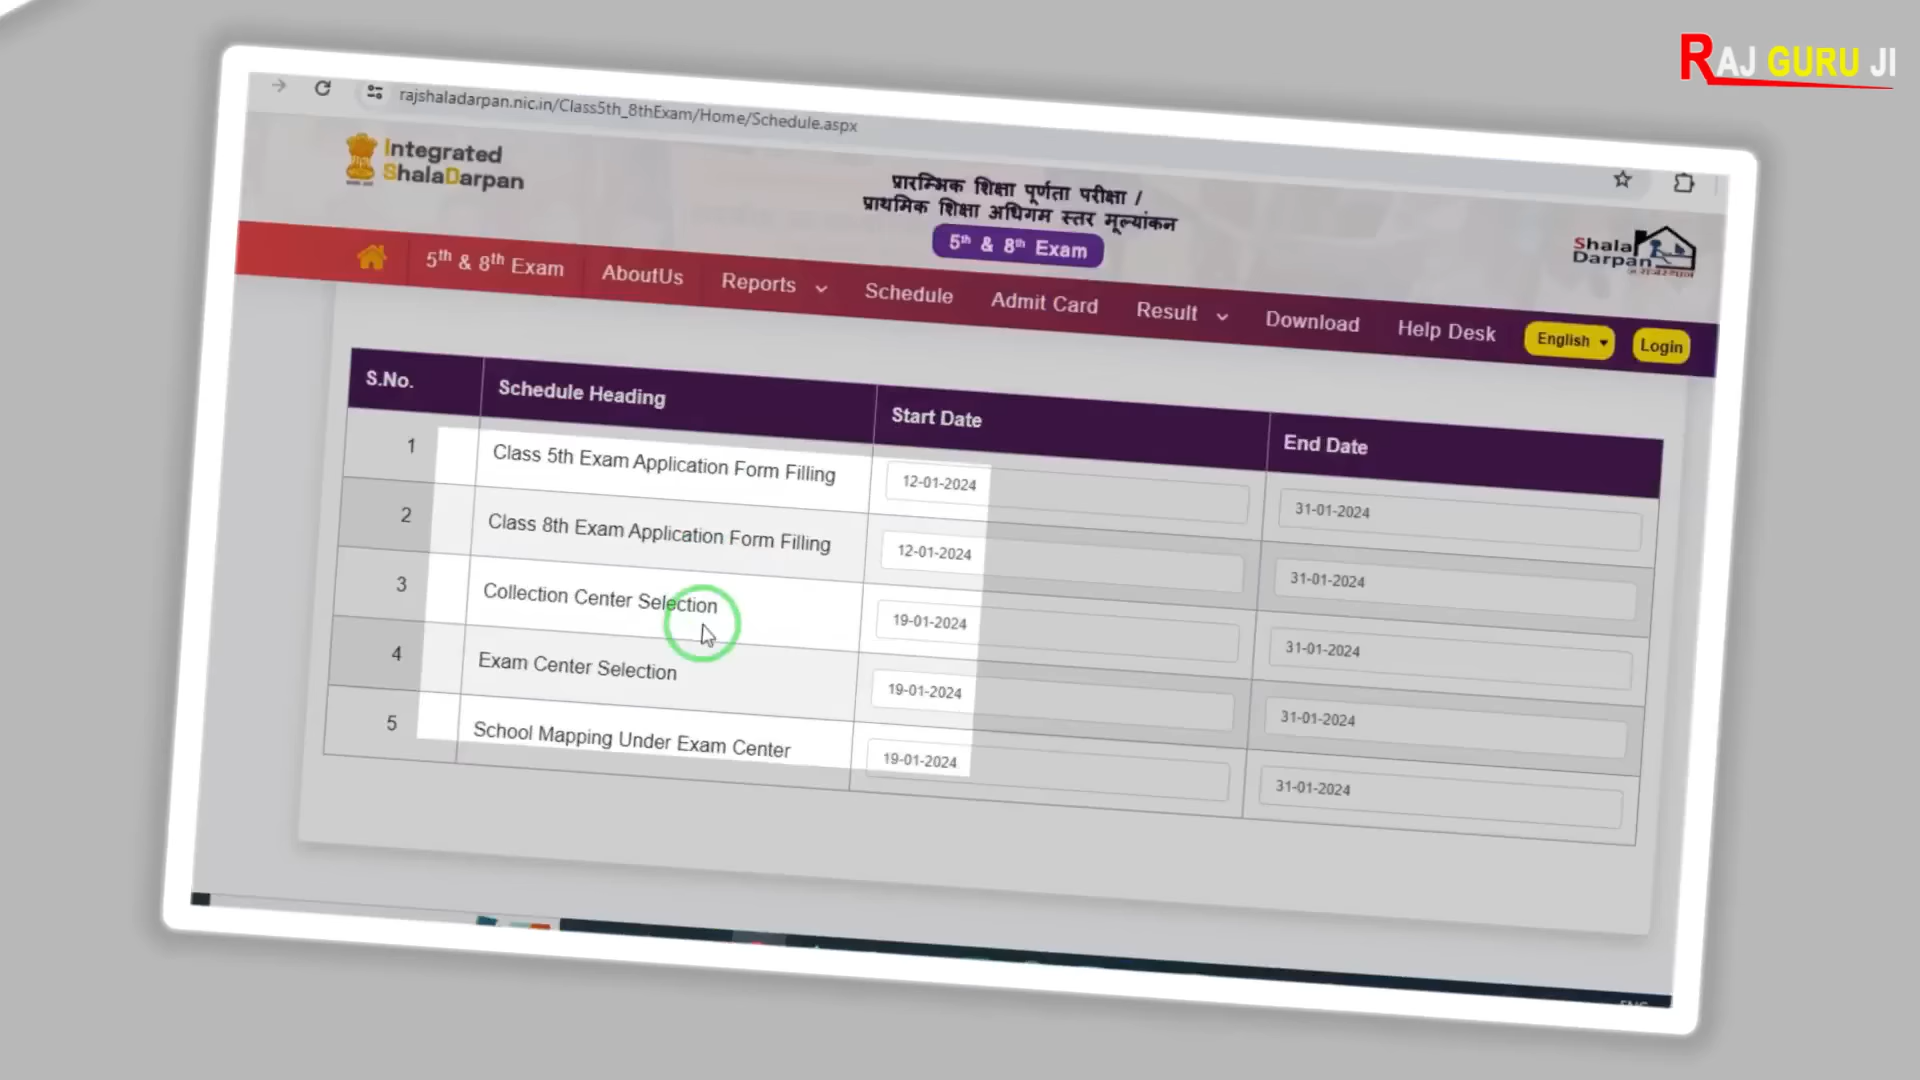 RAJ GURU JI
rajshaladarpan.nic.in/Class5th_8thExam/Home/Schedule.aspx
Integrated
ShalaDarpan
प्रारम्भिक शिक्षा पूर्णता परीक्षा /
प्राथमिक शिक्षा अधिगम स्तर मूल्यांकन
5th & 8th Exam
Shala
Darpan
5th & 8th Exam AboutUs Reports Schedule Admit Card Result Download Help Desk English Login
S.No. Schedule Heading Start Date End Date
1 Class 5th Exam Application Form Filling 12-01-2024 31-01-2024
2 Class 8th Exam Application Form Filling 12-01-2024 31-01-2024
3 Collection Center Selection 19-01-2024 31-01-2024
4 Exam Center Selection 19-01-2024 31-01-2024
5 School Mapping Under Exam Center 19-01-2024 31-01-2024